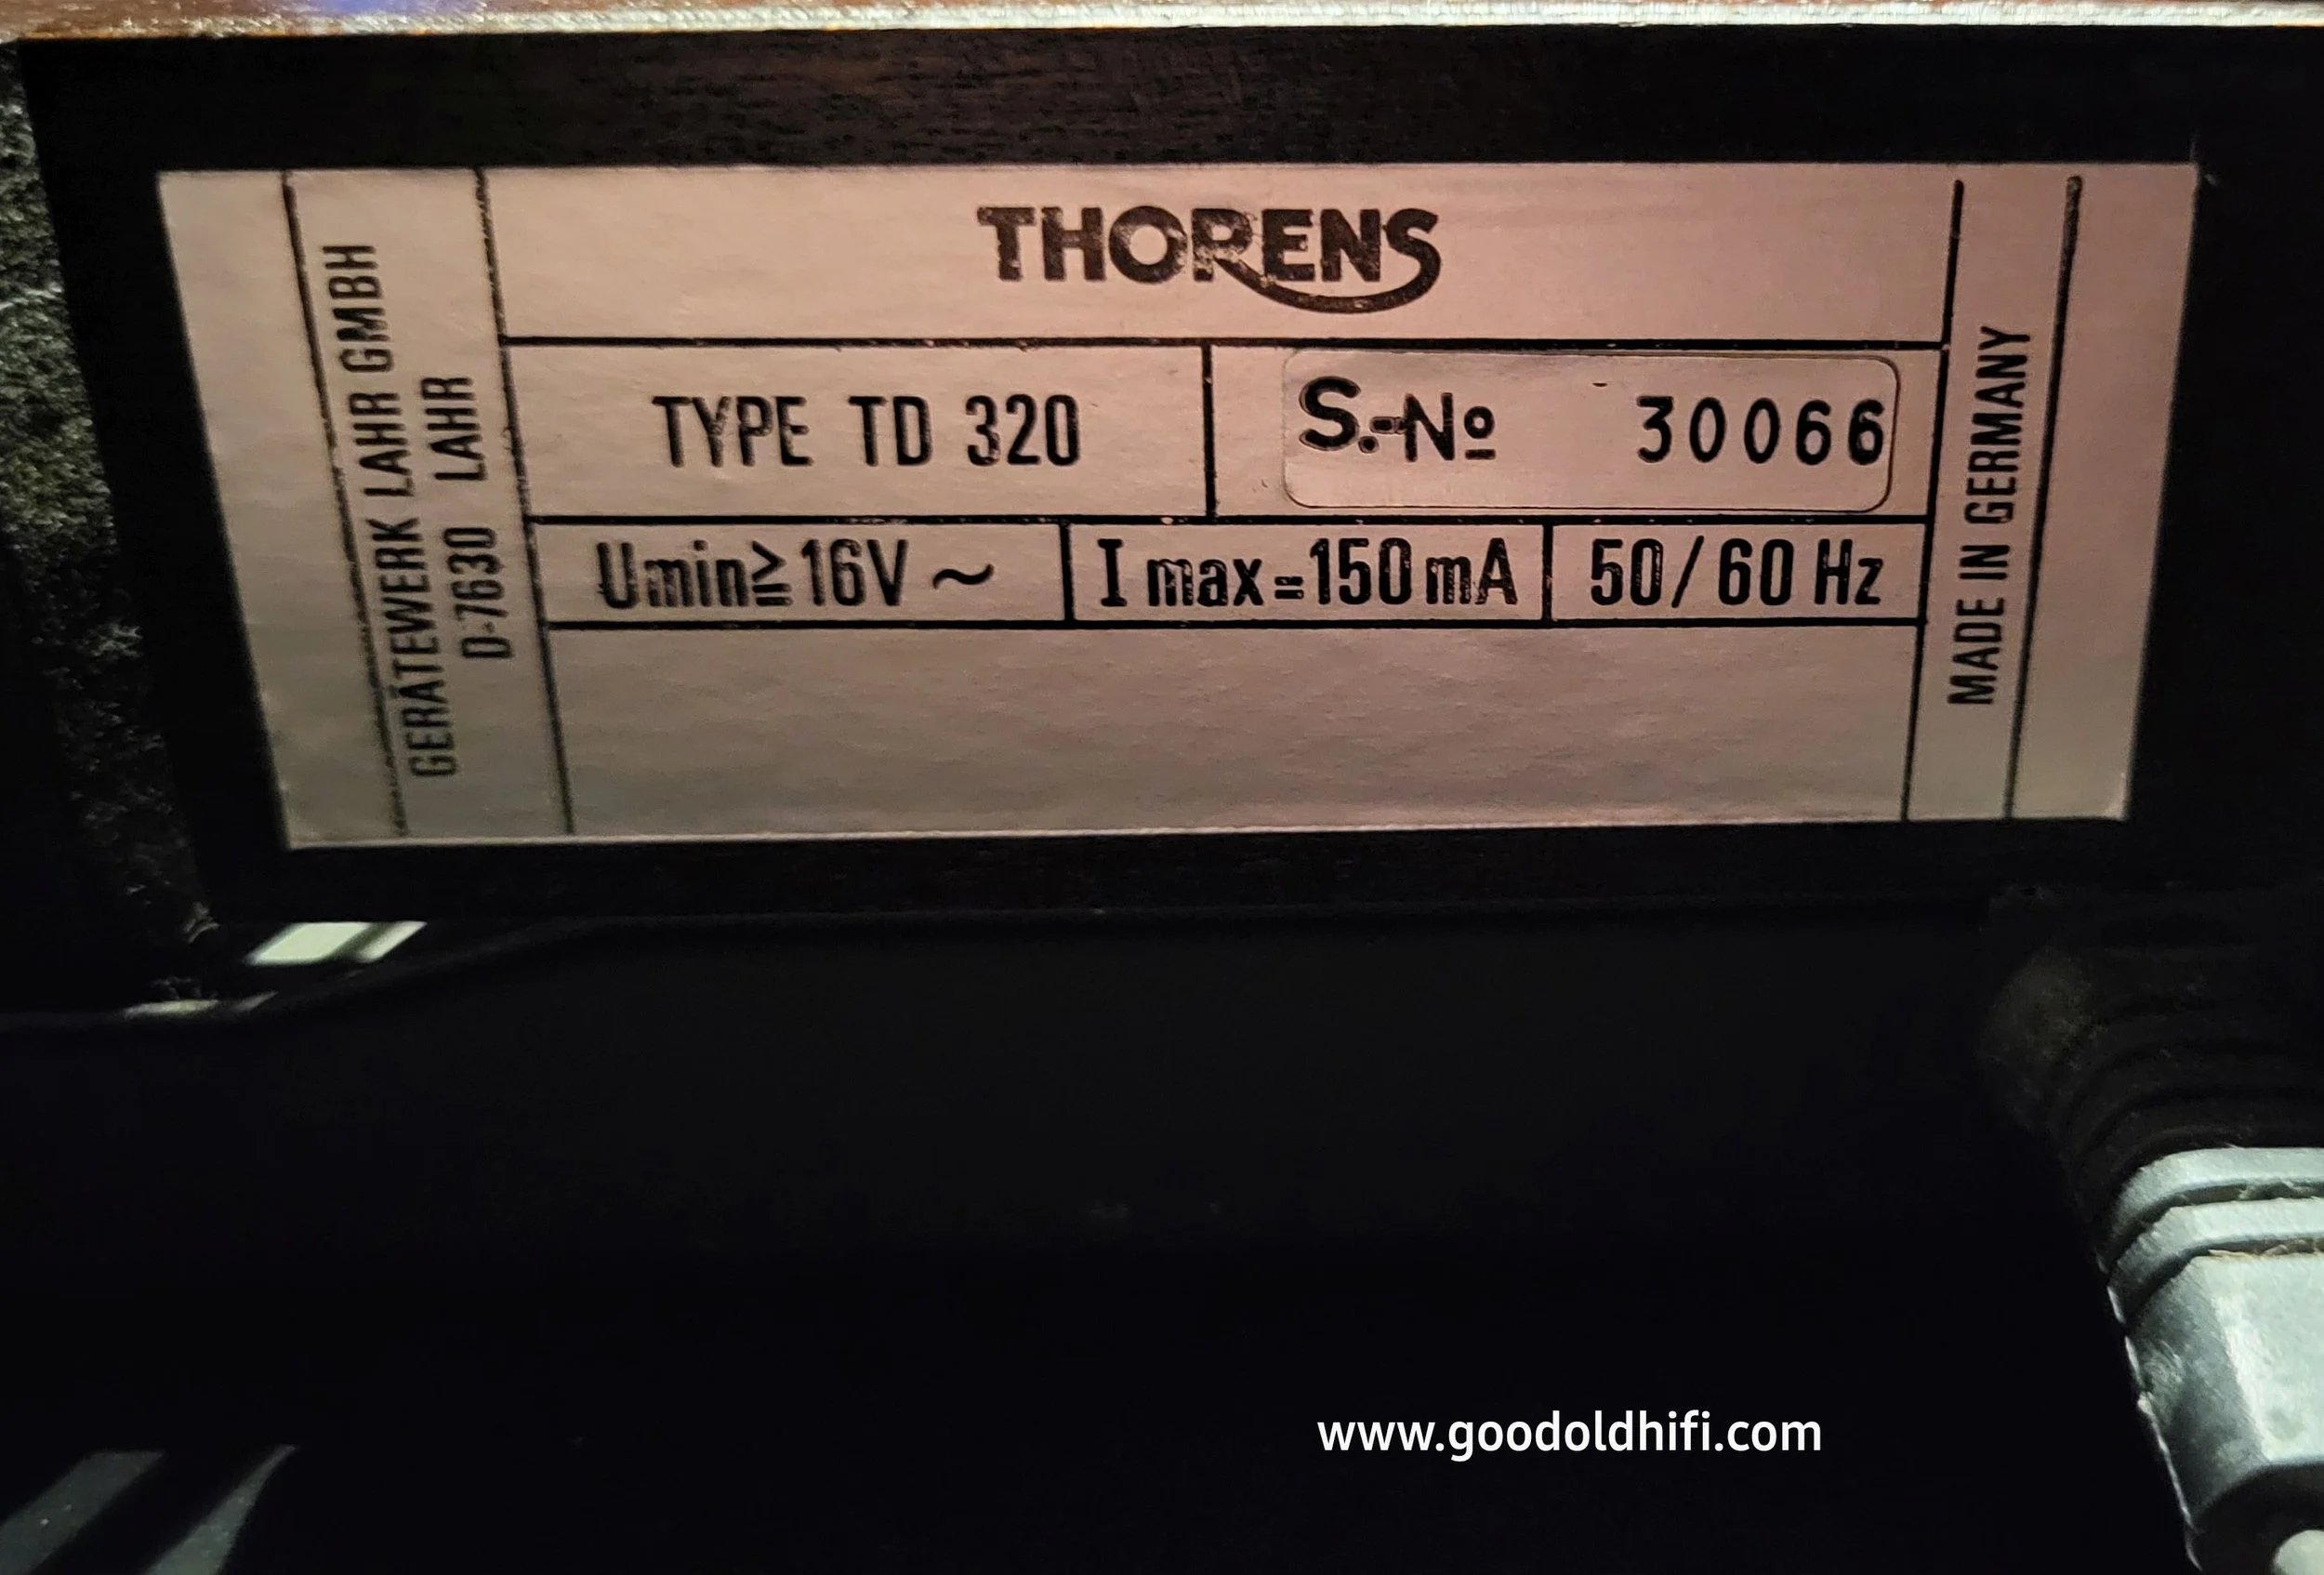 THORENS
GERÄTEWERK LAHR GMBH
D-7630 LAHR
TYPE TD 320
S.-Nº 30066
Umin≧16V ~
I max=150mA
50/60 Hz
MADE IN GERMANY
www.goodoldhifi.com